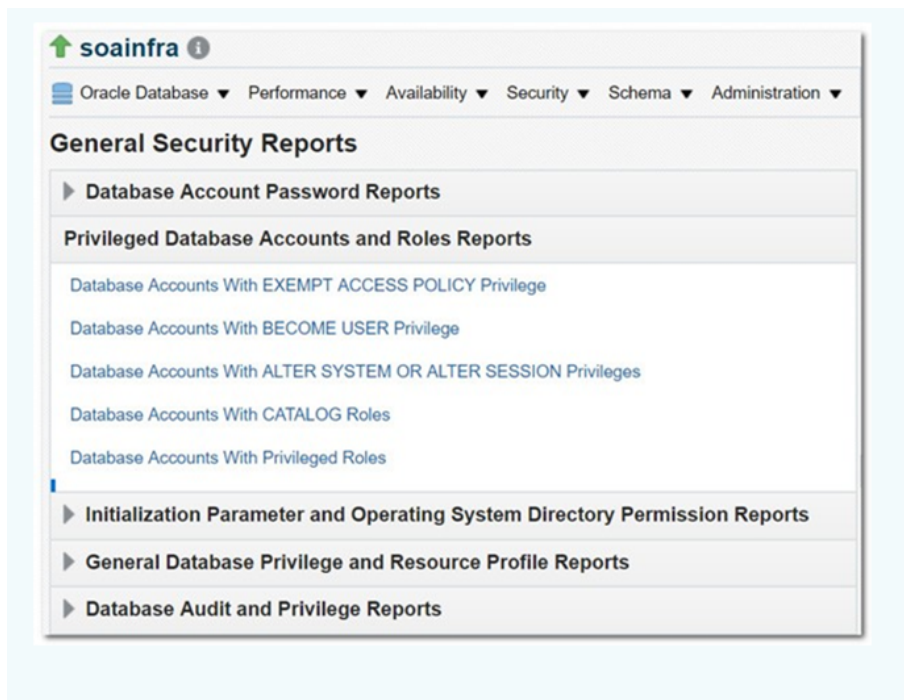 soainfra
Oracle Database Performance Availability Security Schema Administration
General Security Reports
Database Account Password Reports
Privileged Database Accounts and Roles Reports
Database Accounts With EXEMPT ACCESS POLICY Privilege
Database Accounts With BECOME USER Privilege
Database Accounts With ALTER SYSTEM OR ALTER SESSION Privileges
Database Accounts With CATALOG Roles
Database Accounts With Privileged Roles
Initialization Parameter and Operating System Directory Permission Reports
General Database Privilege and Resource Profile Reports
Database Audit and Privilege Reports